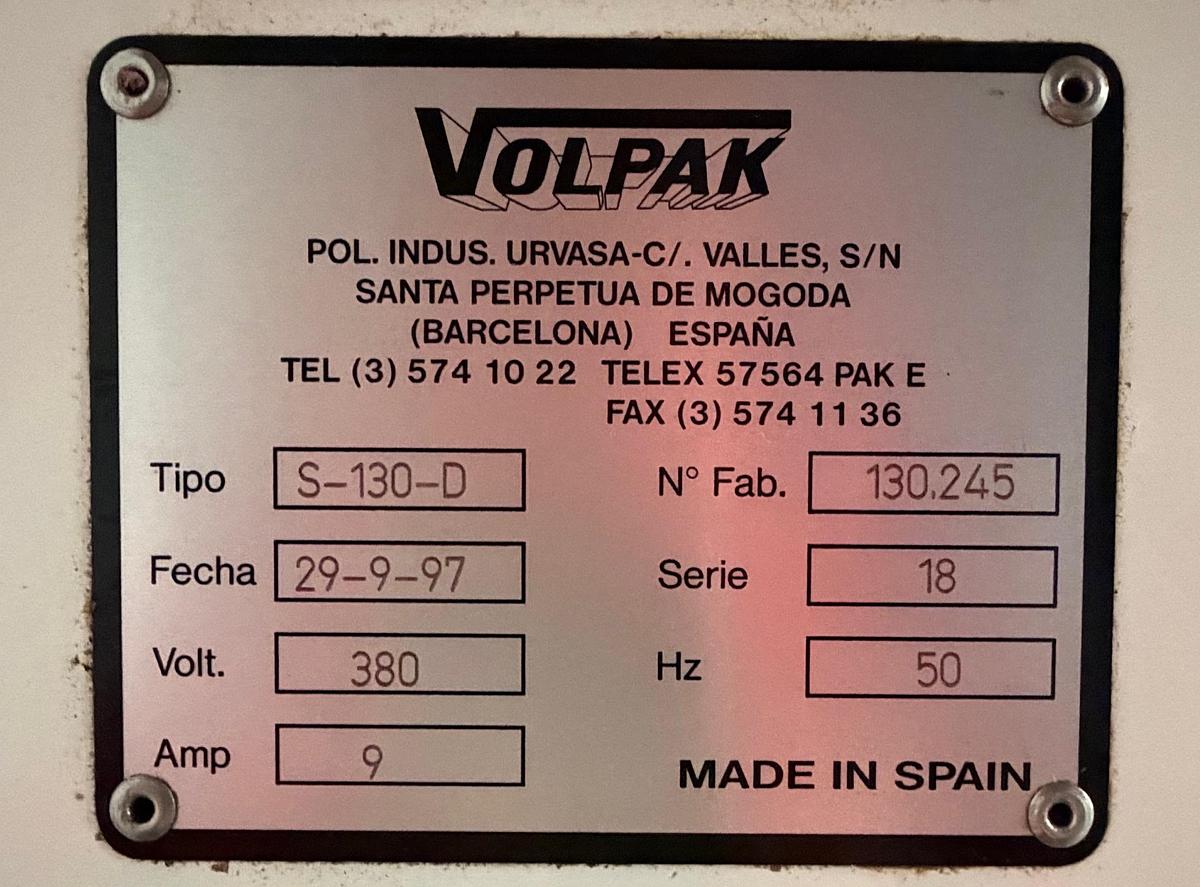 VOLPAK
POL. INDUS. URVASA-C/. VALLES, S/N
SANTA PERPETUA DE MOGODA
(BARCELONA) ESPAÑA
TEL (3) 574 10 22 TELEX 57564 PAK E
FAX (3) 574 11 36
Tipo S-130-D N° Fab. 130.245
Fecha 29-9-97 Serie 18
Volt. 380 Hz 50
Amp 9
MADE IN SPAIN